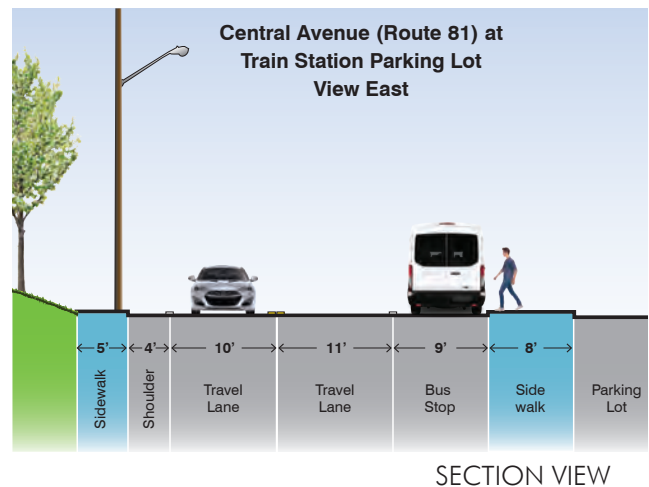 Central Avenue (Route 81) at
Train Station Parking Lot
View East
5’
4’
10’
11’
9’
8’
Sidewalk
Shoulder
Travel
Lane
Travel
Lane
Bus
Stop
Side
walk
Parking
Lot
SECTION VIEW